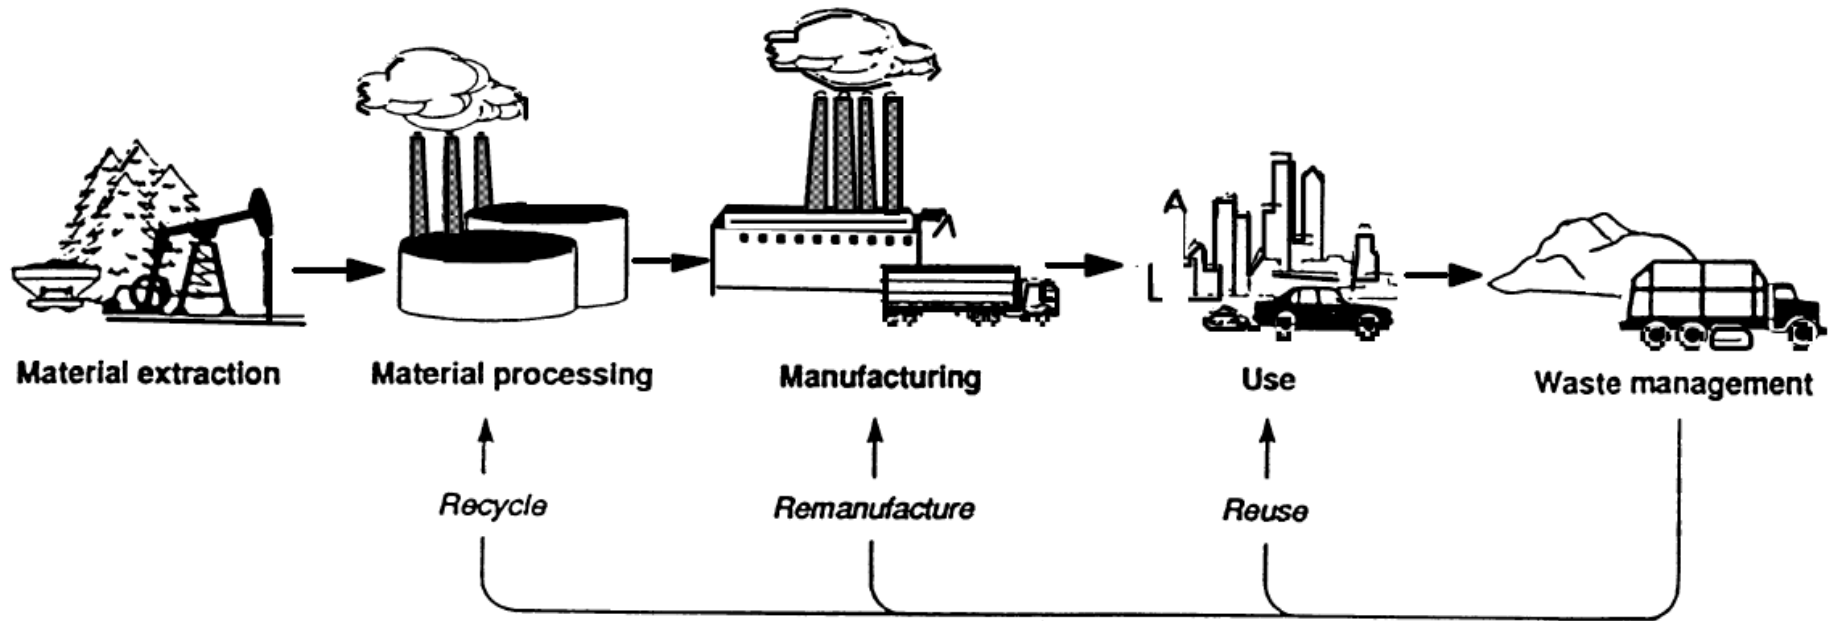 Material extraction
Material processing
Manufacturing
Use
Waste management
Recycle
Remanufacture
Reuse